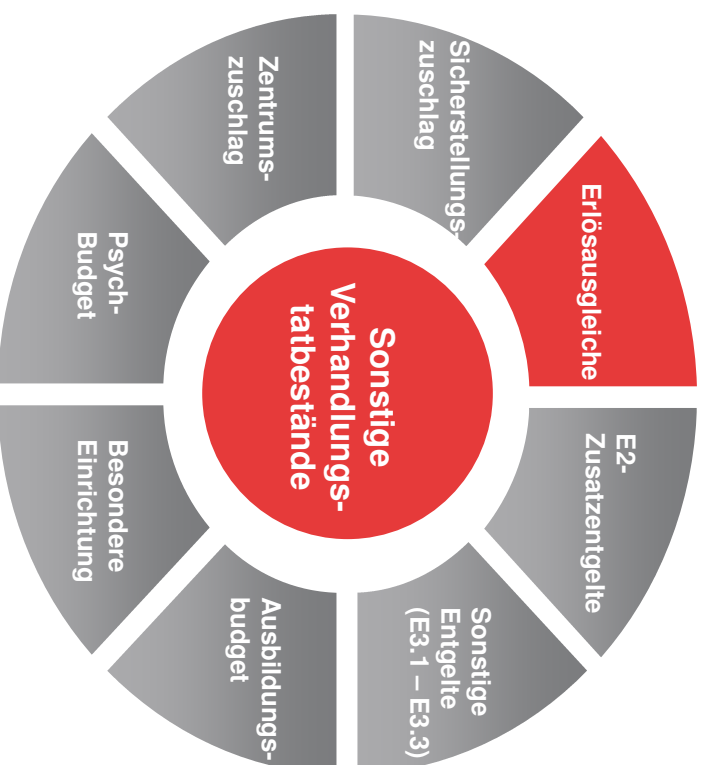 Sonstige
Verhandlungs-
tatbestände
Erlösausgleiche
E2-
Zusatzentgelte
Sonstige
Entgelte
(E3.1 – E3.3)
Ausbildungs-
budget
Besondere
Einrichtung
Psych-
Budget
Zentrums-
zuschlag
Sicherstellungs-
zuschlag